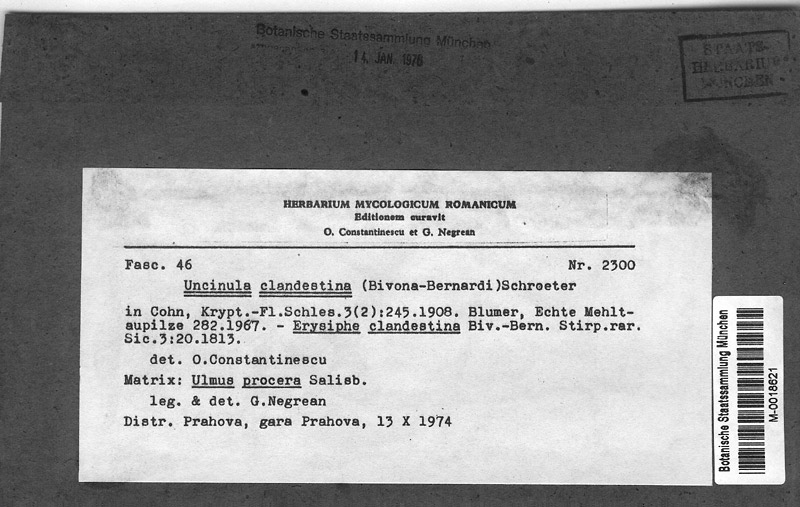 Botanische Staatssammlung München
14. JAN. 1976
STAATS-
HERBARIUM
MÜNCHEN
HERBARIUM MYCOLOGICUM ROMANICUM
Editionem curavit
O. Constantinescu et G. Negrean
Fasc. 46 Nr. 2300
Uncinula clandestina (Bivona-Bernardi)Schroeter
in Cohn, Krypt.-Fl.Schles.3(2):245.1908. Blumer, Echte Mehlt-
aupilze 282.1967. - Erysiphe clandestina Biv.-Bern. Stirp.rar.
Sic.3:20.1813.
det. O.Constantinescu
Matrix: Ulmus procera Salisb.
leg. & det. G.Negrean
Distr. Prahova, gara Prahova, 13 X 1974
Botanische Staatssammlung München
M-0018621